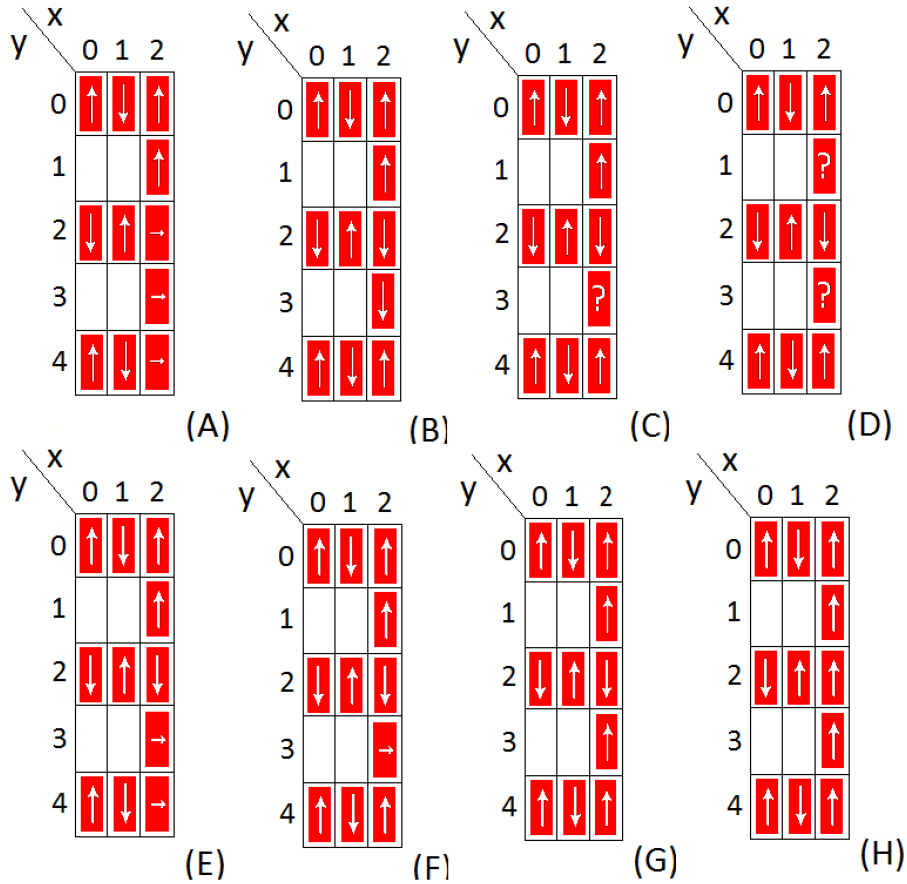 x x x x
y 0 1 2 y 0 1 2 y 0 1 2 y 0 1 2
0 ↑ ↓ ↑ 0 ↑ ↓ ↑ 0 ↑ ↓ ↑ 0 ↑ ↓ ↑
1 ↑ 1 ↑ 1 ↑ 1 ?
2 ↓ ↑ → 2 ↓ ↑ ↓ 2 ↓ ↑ ↓ 2 ↓ ↑ ↓
3 → 3 ↓ 3 ? 3 ?
4 ↑ ↓ → 4 ↑ ↓ ↑ 4 ↑ ↓ ↑ 4 ↑ ↓ ↑
(A) (B) (C) (D)
x x x x
y 0 1 2 y 0 1 2 y 0 1 2 y 0 1 2
0 ↑ ↓ ↑ 0 ↑ ↓ ↑ 0 ↑ ↓ ↑ 0 ↑ ↓ ↑
1 ↑ 1 ↑ 1 ↑ 1 ↑
2 ↓ ↑ ↓ 2 ↓ ↑ ↓ 2 ↓ ↑ ↓ 2 ↓ ↑ ↑
3 → 3 → 3 ↑ 3 ↑
4 ↑ ↓ → 4 ↑ ↓ ↑ 4 ↑ ↓ ↑ 4 ↑ ↓ ↑
(E) (F) (G) (H)